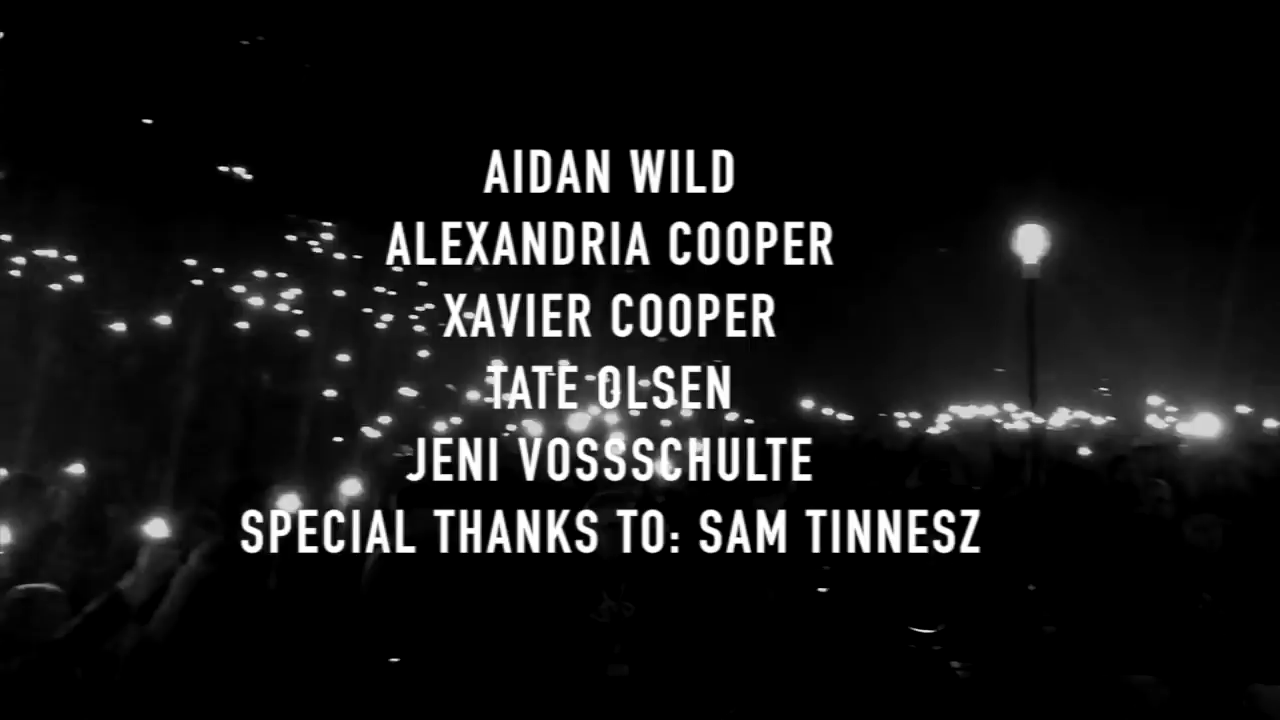 AIDAN WILD
ALEXANDRIA COOPER
XAVIER COOPER
TATE OLSEN
JENI VOSSSCHULTE
SPECIAL THANKS TO: SAM TINNESZ